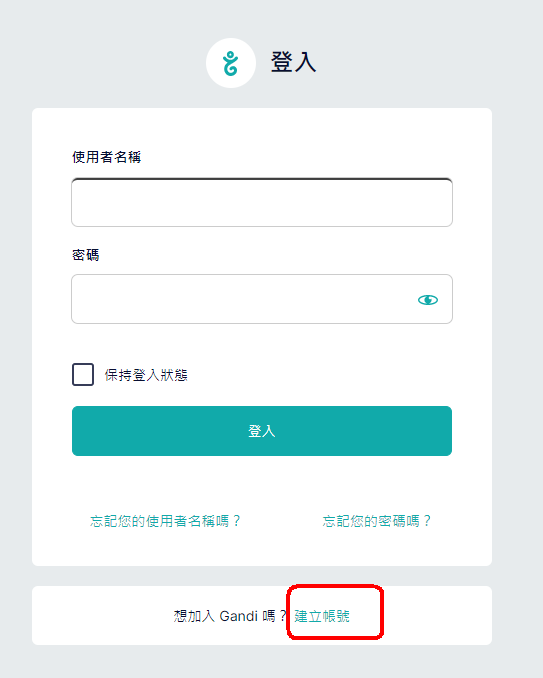 登入
使用者名稱
密碼
保持登入狀態
登入
忘記您的使用者名稱嗎？ 忘記您的密碼嗎？
想加入 Gandi 嗎？建立帳號